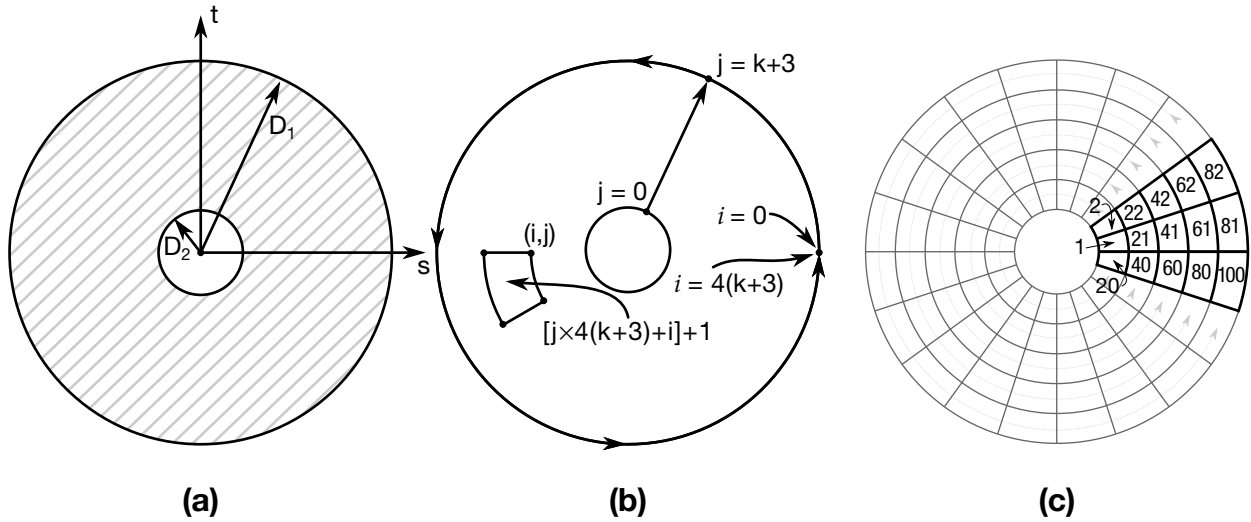 t
D₁
D₂
s
(a)
j = k+3
j = 0
i = 0
(i,j)
i = 4(k+3)
[j×4(k+3)+i]+1
(b)
82
62
42
22
2
1
21
41
61
81
40
60
80
100
20
(c)